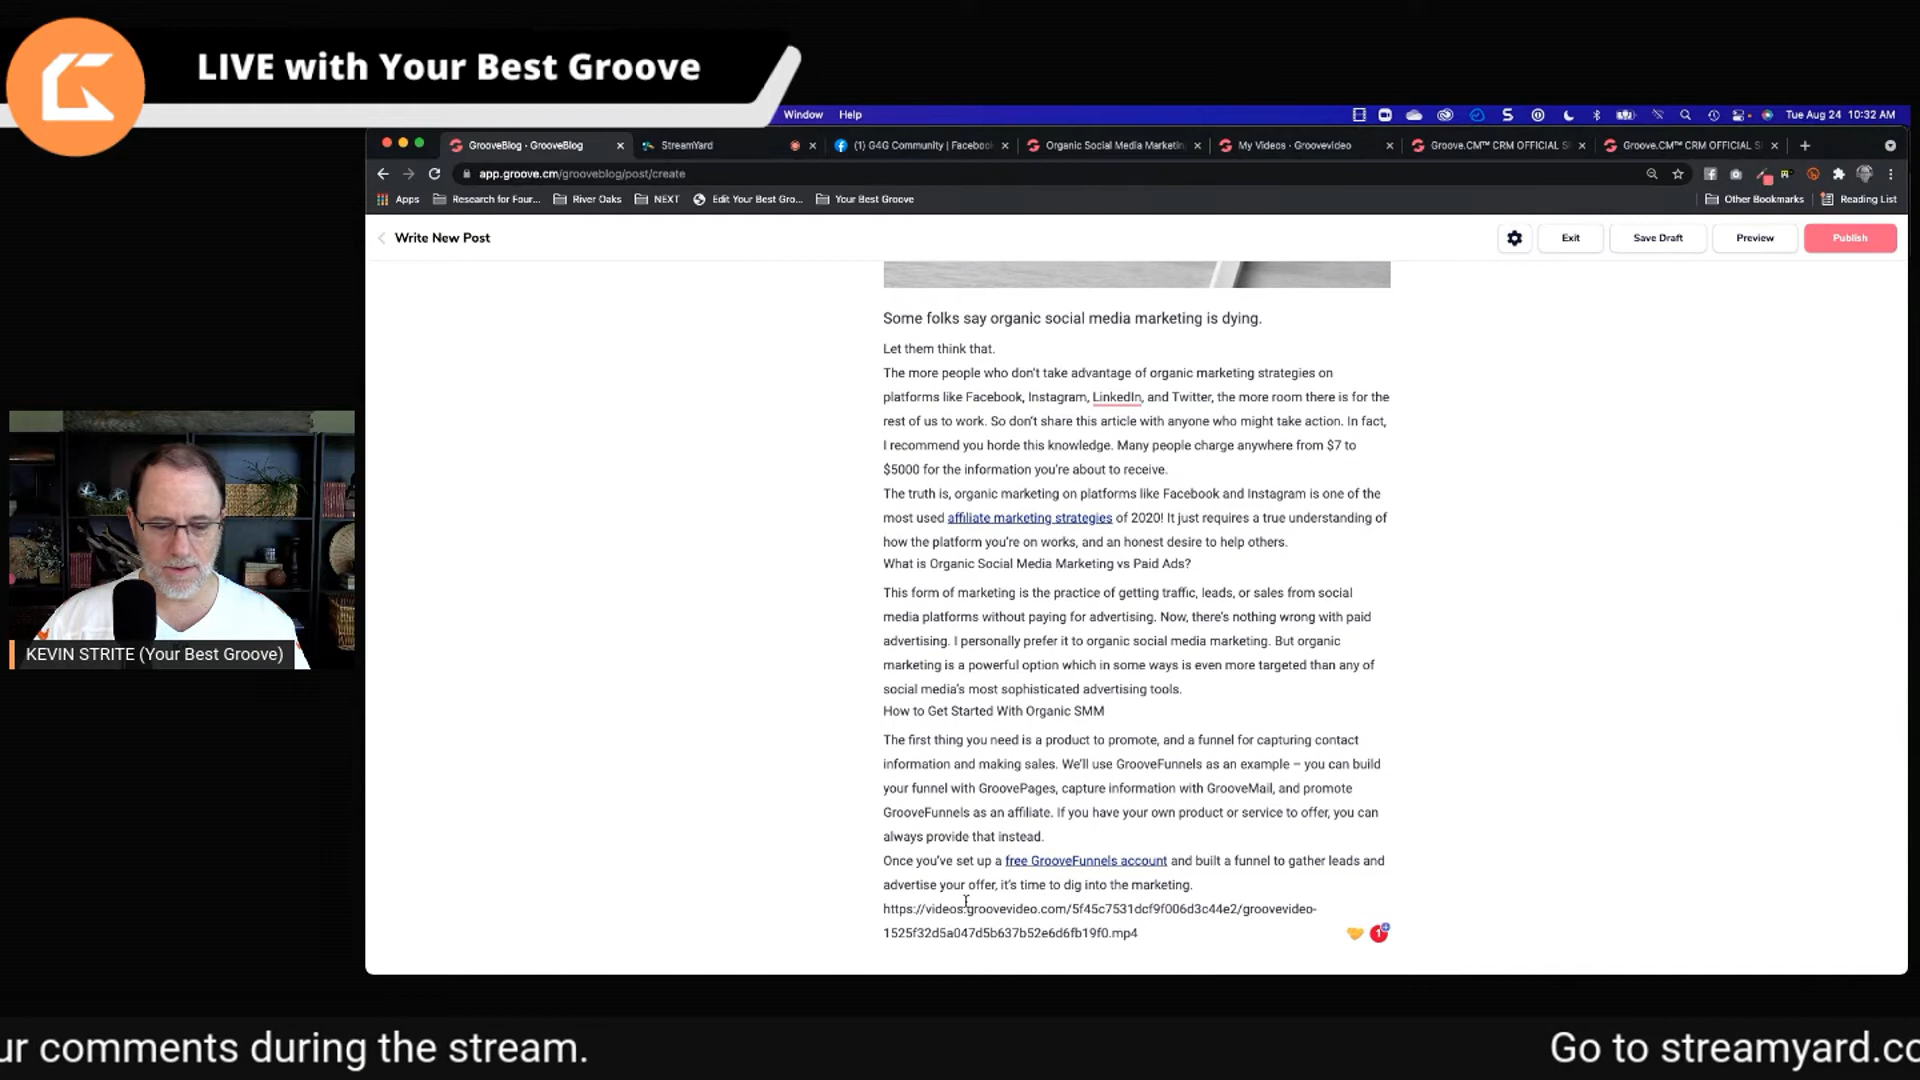 LIVE with Your Best Groove
Window Help
Tue Aug 24 10:32 AM
GrooveBlog - GrooveBlog
StreamYard
(1) G4G Community | Facebook
Organic Social Media Marketin
My Videos - Groovevideo
Groove.CM™ CRM OFFICIAL S
Groove.CM™ CRM OFFICIAL S
app.groove.cm/grooveblog/post/create
Apps
Research for Four...
River Oaks
NEXT
Edit Your Best Gro...
Your Best Groove
Other Bookmarks
Reading List
Write New Post
Exit
Save Draft
Preview
Publish
Some folks say organic social media marketing is dying.
Let them think that.
The more people who don't take advantage of organic marketing strategies on
platforms like Facebook, Instagram, LinkedIn, and Twitter, the more room there is for the
rest of us to work. So don't share this article with anyone who might take action. In fact,
I recommend you horde this knowledge. Many people charge anywhere from $7 to
$5000 for the information you're about to receive.
The truth is, organic marketing on platforms like Facebook and Instagram is one of the
most used affiliate marketing strategies of 2020! It just requires a true understanding of
how the platform you're on works, and an honest desire to help others.
What is Organic Social Media Marketing vs Paid Ads?
This form of marketing is the practice of getting traffic, leads, or sales from social
media platforms without paying for advertising. Now, there's nothing wrong with paid
advertising. I personally prefer it to organic social media marketing. But organic
marketing is a powerful option which in some ways is even more targeted than any of
social media's most sophisticated advertising tools.
How to Get Started With Organic SMM
The first thing you need is a product to promote, and a funnel for capturing contact
information and making sales. We'll use GrooveFunnels as an example – you can build
your funnel with GroovePages, capture information with GrooveMail, and promote
GrooveFunnels as an affiliate. If you have your own product or service to offer, you can
always provide that instead.
Once you've set up a free GrooveFunnels account and built a funnel to gather leads and
advertise your offer, it's time to dig into the marketing.
https://videos.groovevideo.com/5f45c7531dcf9f006d3c44e2/groovevideo-
1525f32d5a047d5b637b52e6d6fb19f0.mp4
1
KEVIN STRITE (Your Best Groove)
ur comments during the stream.
Go to streamyard.co